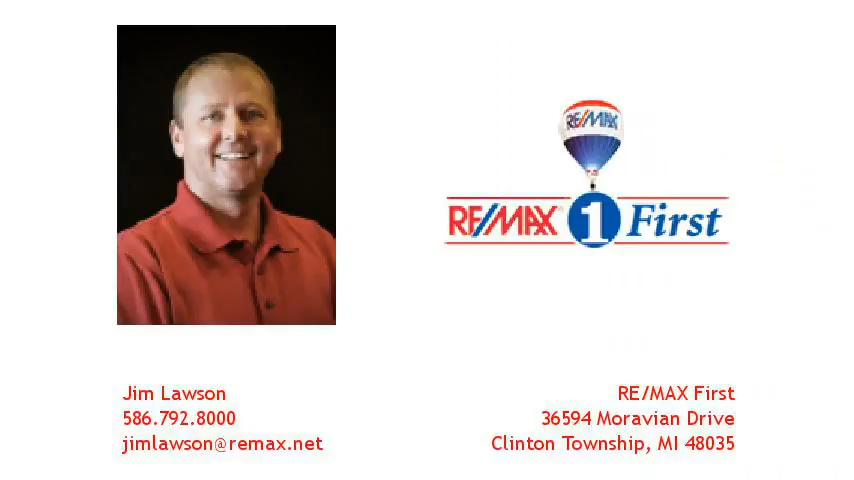 RE/MAX
RE/MAX 1 First
Jim Lawson
586.792.8000
jimlawson@remax.net
RE/MAX First
36594 Moravian Drive
Clinton Township, MI 48035